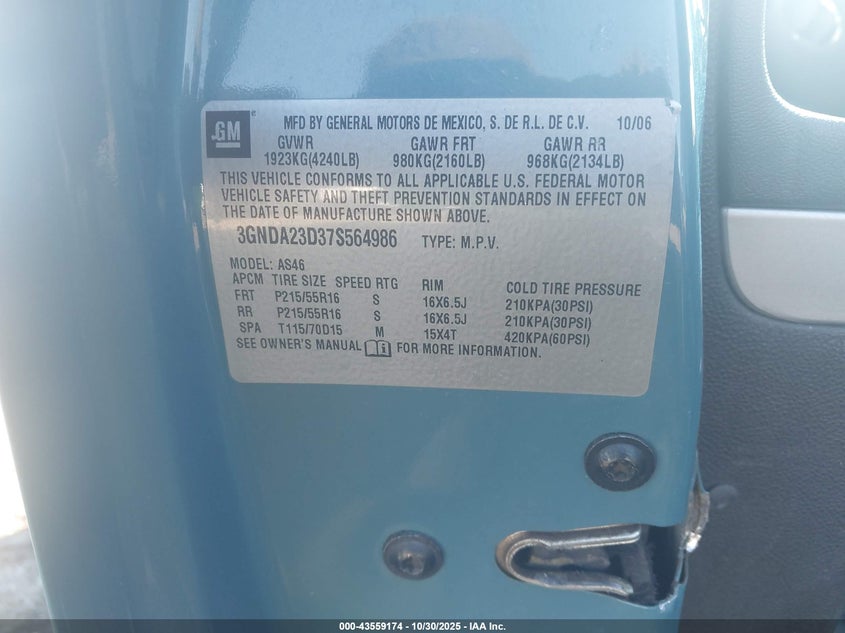 GM ® MFD BY GENERAL MOTORS DE MEXICO, S. DE R.L. DE C.V. 10/06
GVWR GAWR FRT GAWR RR
1923KG(4240LB) 980KG(2160LB) 968KG(2134LB)
THIS VEHICLE CONFORMS TO ALL APPLICABLE U.S. FEDERAL MOTOR
VEHICLE SAFETY AND THEFT PREVENTION STANDARDS IN EFFECT ON
THE DATE OF MANUFACTURE SHOWN ABOVE.
3GNDA23D37S564986 TYPE: M.P.V.
MODEL: AS46
APCM TIRE SIZE SPEED RTG RIM COLD TIRE PRESSURE
FRT P215/55R16 S 16X6.5J 210KPA(30PSI)
RR P215/55R16 S 16X6.5J 210KPA(30PSI)
SPA T115/70D15 M 15X4T 420KPA(60PSI)
SEE OWNER'S MANUAL FOR MORE INFORMATION.
000-43559174 | 10/30/2025 - IAA Inc.